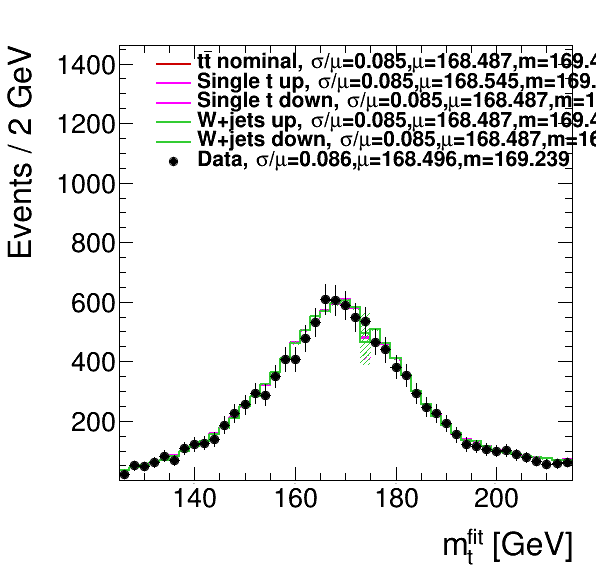 Events / 2 GeV
1400
1200
1000
800
600
400
200
tt̄ nominal, σ/μ=0.085,μ=168.487,m=169.4
Single t up, σ/μ=0.085,μ=168.545,m=169.
Single t down, σ/μ=0.085,μ=168.487,m=1
W+jets up, σ/μ=0.085,μ=168.487,m=169.4
W+jets down, σ/μ=0.085,μ=168.487,m=16
Data, σ/μ=0.086,μ=168.496,m=169.239
140 160 180 200
m_t^fit [GeV]